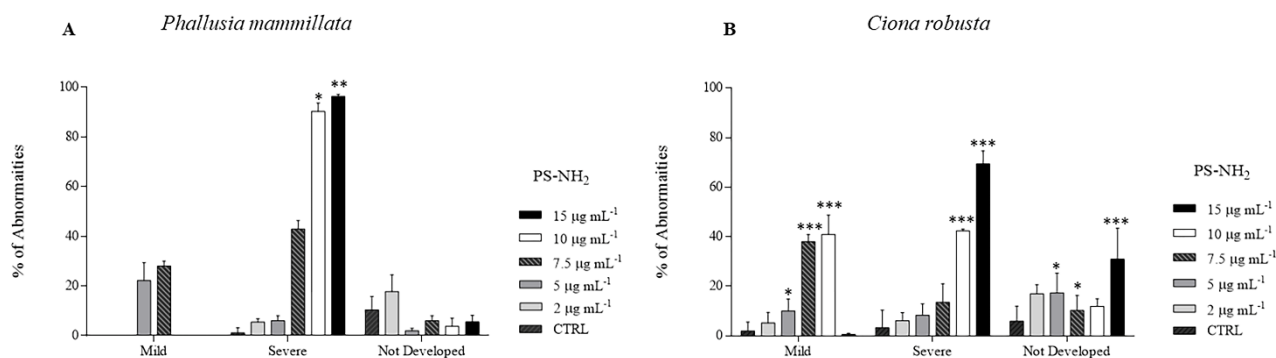 A Phallusia mammillata
% of Abnormaities
100
80
60
40
20
0
* **
Mild Severe Not Developed
PS-NH₂
15 µg mL⁻¹
10 µg mL⁻¹
7.5 µg mL⁻¹
5 µg mL⁻¹
2 µg mL⁻¹
CTRL
B Ciona robusta
% of Abnormaities
100
80
60
40
20
0
* *** *** *** *** * * ***
Mild Severe Not Developed
PS-NH₂
15 µg mL⁻¹
10 µg mL⁻¹
7.5 µg mL⁻¹
5 µg mL⁻¹
2 µg mL⁻¹
CTRL